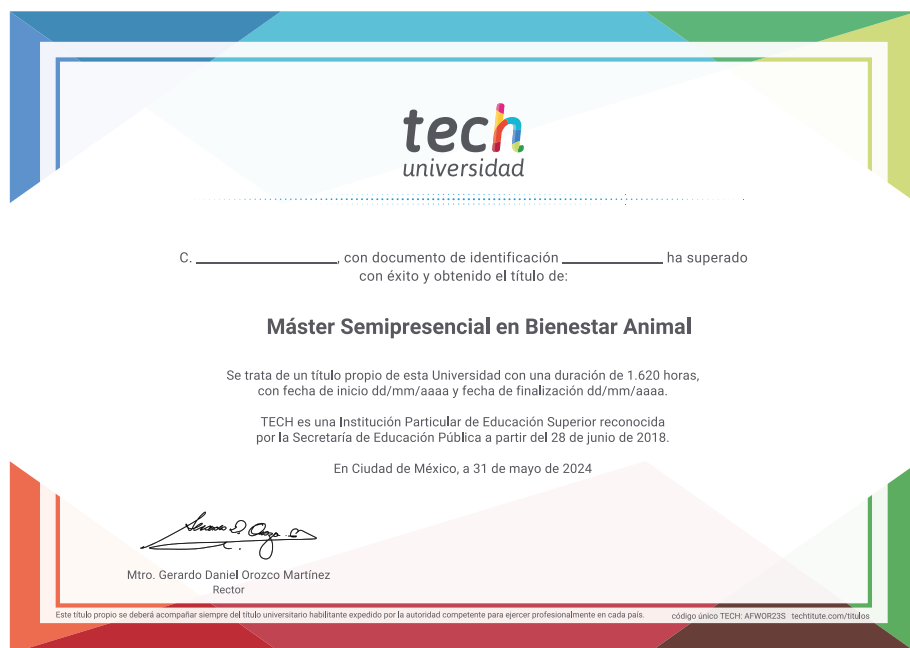 tech
universidad
C. ____________, con documento de identificación ____________ ha superado
con éxito y obtenido el título de:
Máster Semipresencial en Bienestar Animal
Se trata de un título propio de esta Universidad con una duración de 1.620 horas,
con fecha de inicio dd/mm/aaaa y fecha de finalización dd/mm/aaaa.
TECH es una Institución Particular de Educación Superior reconocida
por la Secretaría de Educación Pública a partir del 28 de junio de 2018.
En Ciudad de México, a 31 de mayo de 2024
Mtro. Gerardo Daniel Orozco Martínez
Rector
Este título propio se deberá acompañar siempre del título universitario habilitante expedido por la autoridad competente para ejercer profesionalmente en cada país. código único TECH: AFWOR23S techtitute.com/titulos